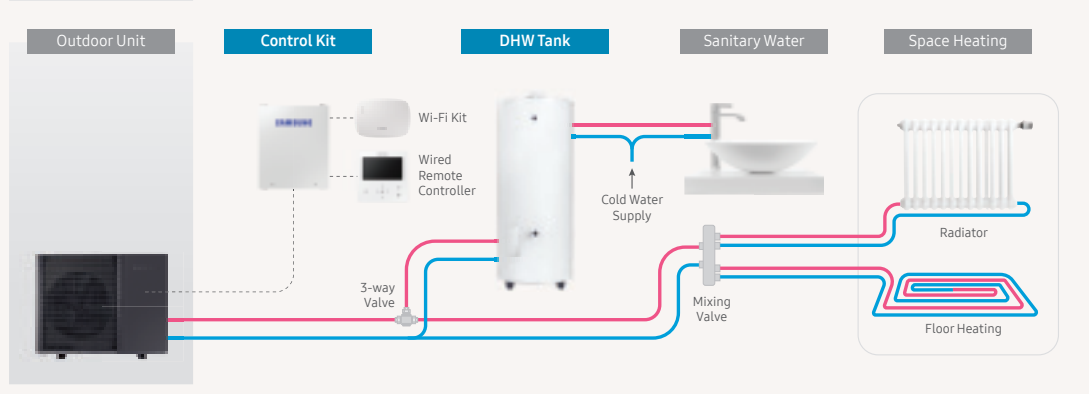 Outdoor Unit
Control Kit
DHW Tank
Sanitary Water
Space Heating
SAMSUNG
Wi-Fi Kit
Wired
Remote
Controller
Cold Water
Supply
Radiator
3-way
Valve
Mixing
Valve
Floor Heating